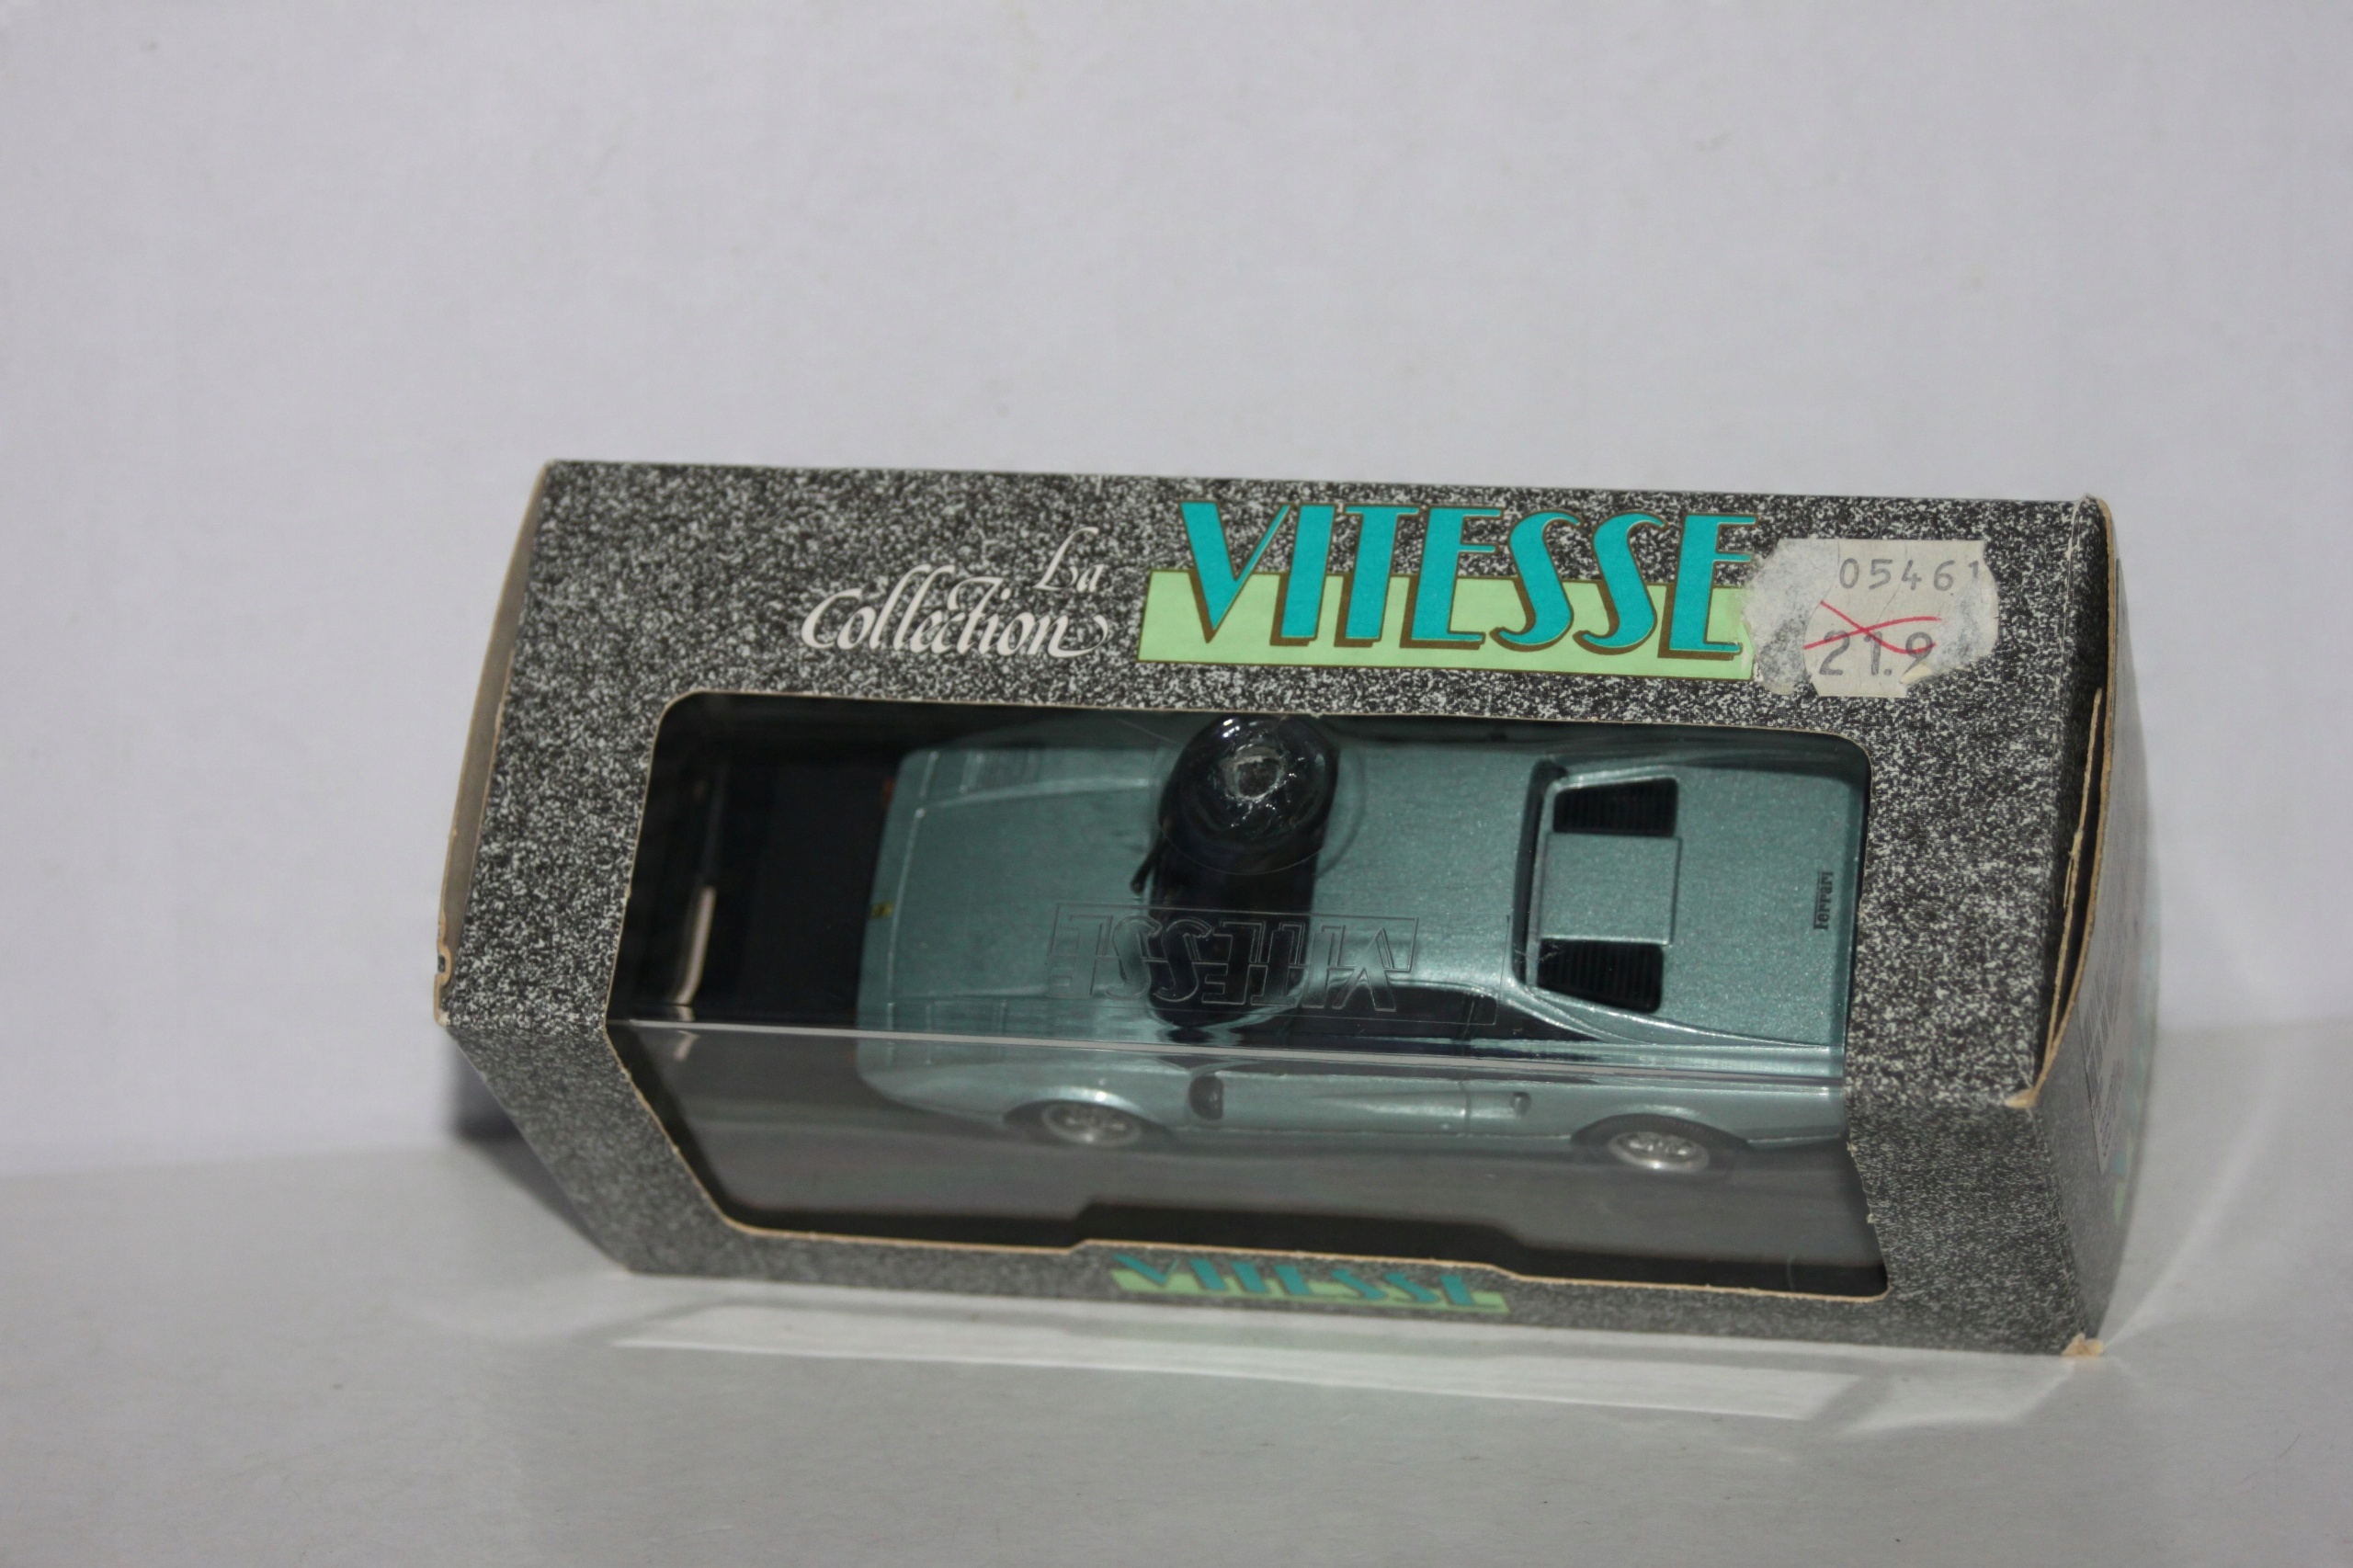 La
Collection
VITESSE
05461
21.9
VITESSE
ferrari
VITESSE